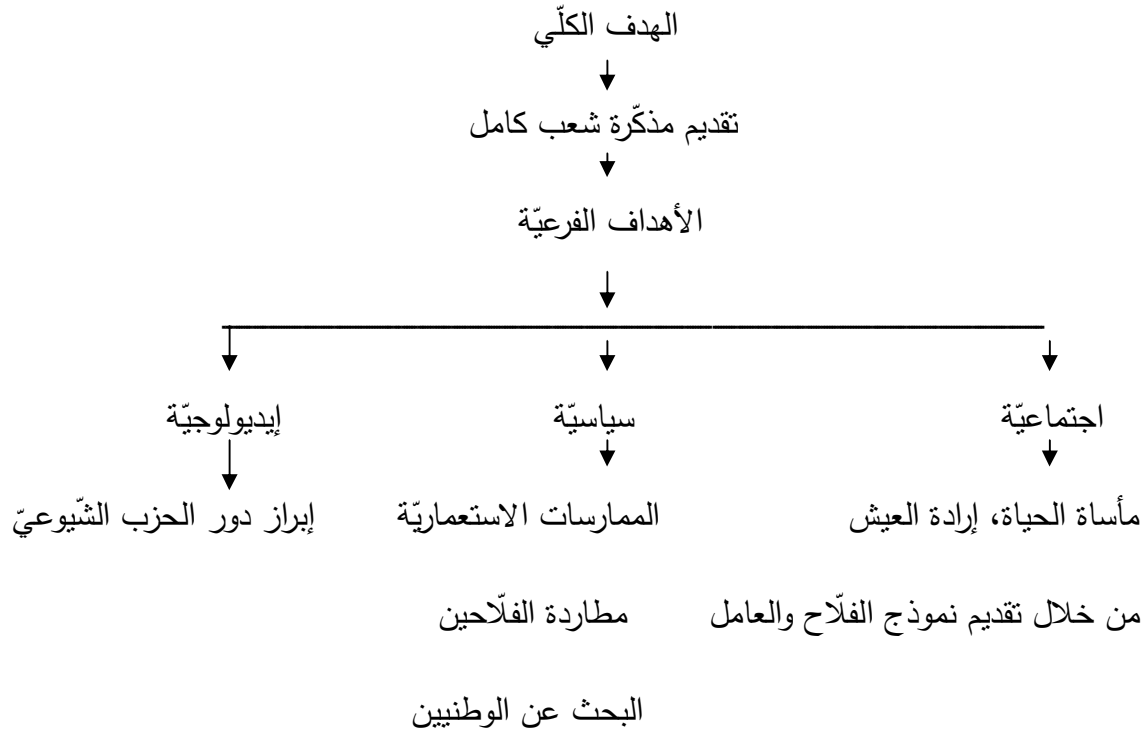 الهدف الكلّي
تقديم مذكّرة شعب كامل
الأهداف الفرعيّة
اجتماعيّة سياسيّة إيديولوجيّة
مأساة الحياة، إرادة العيش الممارسات الاستعماريّة إبراز دور الحزب الشّيوعيّ
من خلال تقديم نموذج الفلّاح والعامل مطاردة الفلّاحين
البحث عن الوطنيين